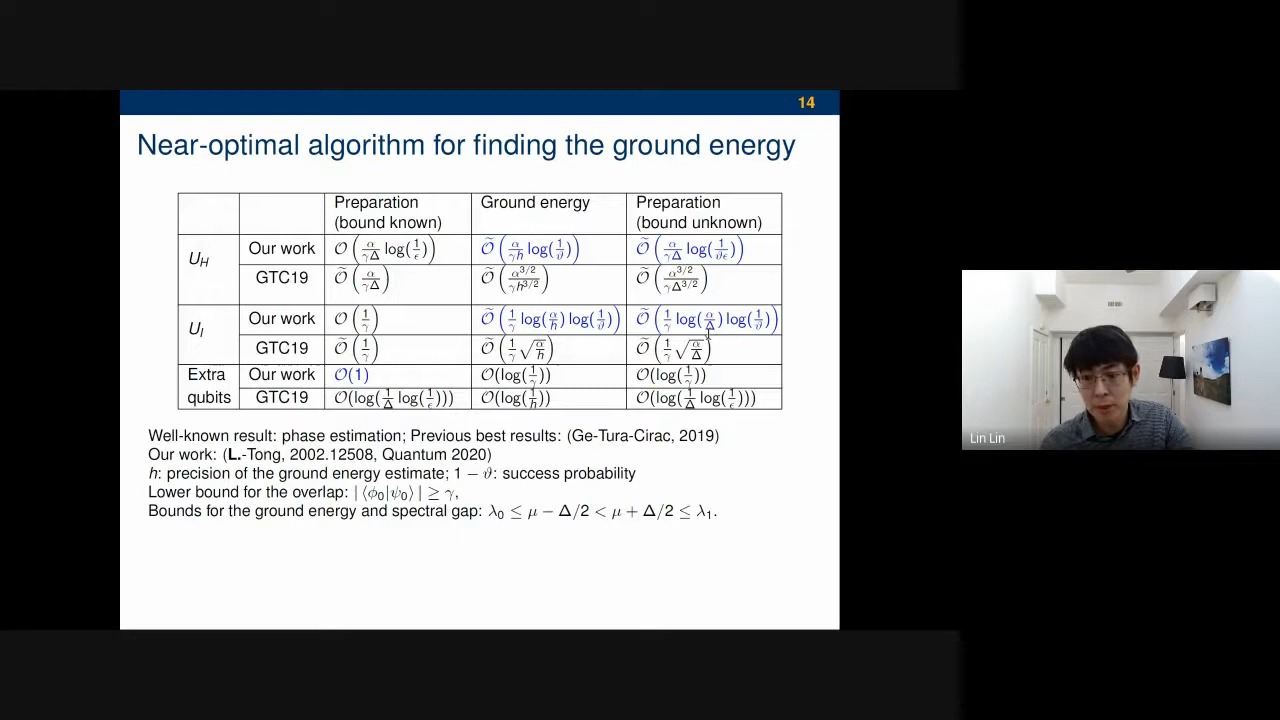 14
Near-optimal algorithm for finding the ground energy
Preparation (bound known) Ground energy Preparation (bound unknown)
U_H Our work O(α/(γΔ) log(1/ε)) Õ(α/(γh) log(1/ϑ)) Õ(α/(γΔ) log(1/(ϑε)))
GTC19 Õ(α/(γΔ)) Õ(α^{3/2}/(γh^{3/2})) Õ(α^{3/2}/(γΔ^{3/2}))
U_I Our work O(1/γ) Õ(1/γ log(α/h) log(1/ϑ)) Õ(1/γ log(α/Δ) log(1/ϑ))
GTC19 Õ(1/γ) Õ(1/γ √(α/h)) Õ(1/γ √(α/Δ))
Extra qubits Our work O(1) O(log(1/γ)) O(log(1/γ))
GTC19 O(log(1/Δ log(1/ε))) O(log(1/h)) O(log(1/Δ log(1/ε)))
Well-known result: phase estimation; Previous best results: (Ge-Tura-Cirac, 2019)
Our work: (L.-Tong, 2002.12508, Quantum 2020)
h: precision of the ground energy estimate; 1 − ϑ: success probability
Lower bound for the overlap: |⟨ϕ₀|ψ₀⟩| ≥ γ,
Bounds for the ground energy and spectral gap: λ₀ ≤ μ − Δ/2 < μ + Δ/2 ≤ λ₁.
Lin Lin